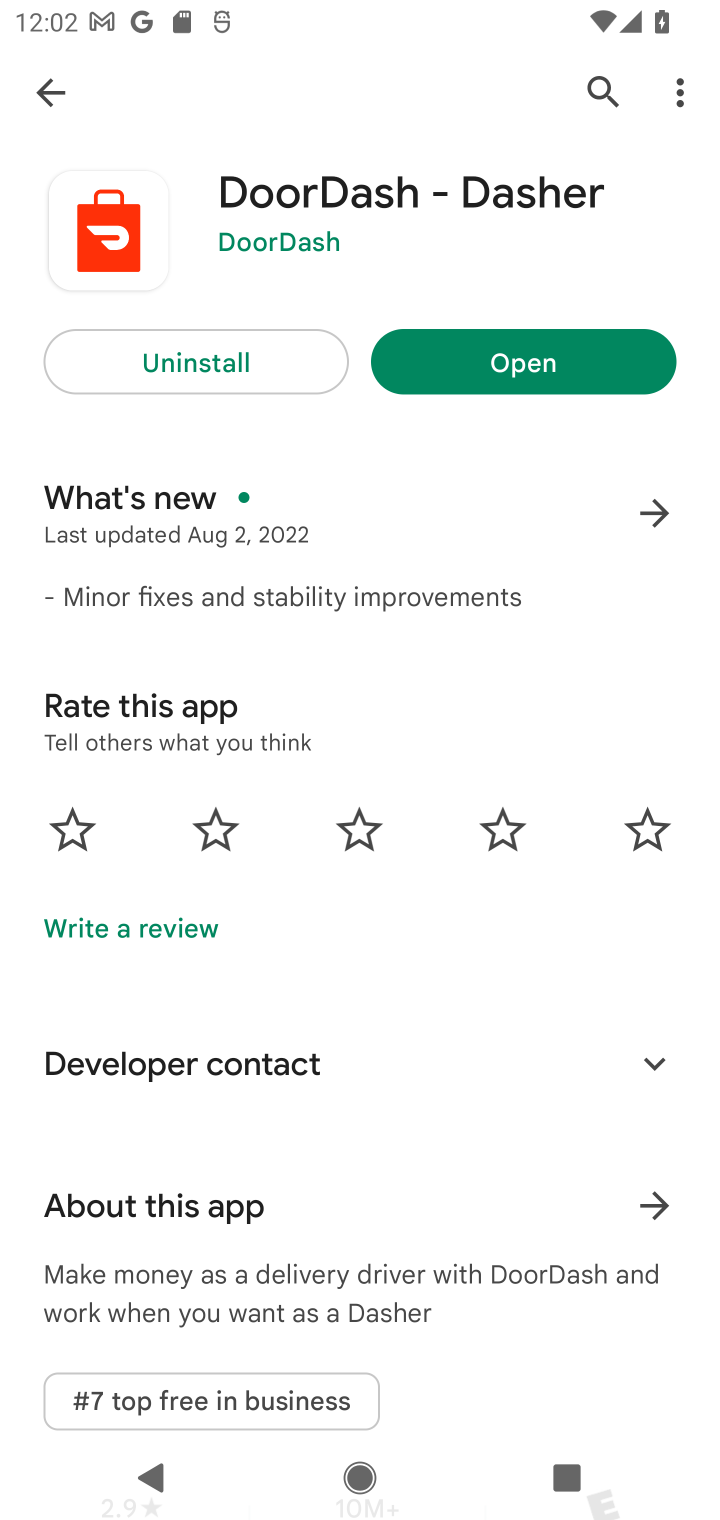 12:02
DoorDash - Dasher
DoorDash
Uninstall
Open
What's new
Last updated Aug 2, 2022
- Minor fixes and stability improvements
Rate this app
Tell others what you think
Write a review
Developer contact
About this app
Make money as a delivery driver with DoorDash and
work when you want as a Dasher
#7 top free in business
2.9★
10M+
E